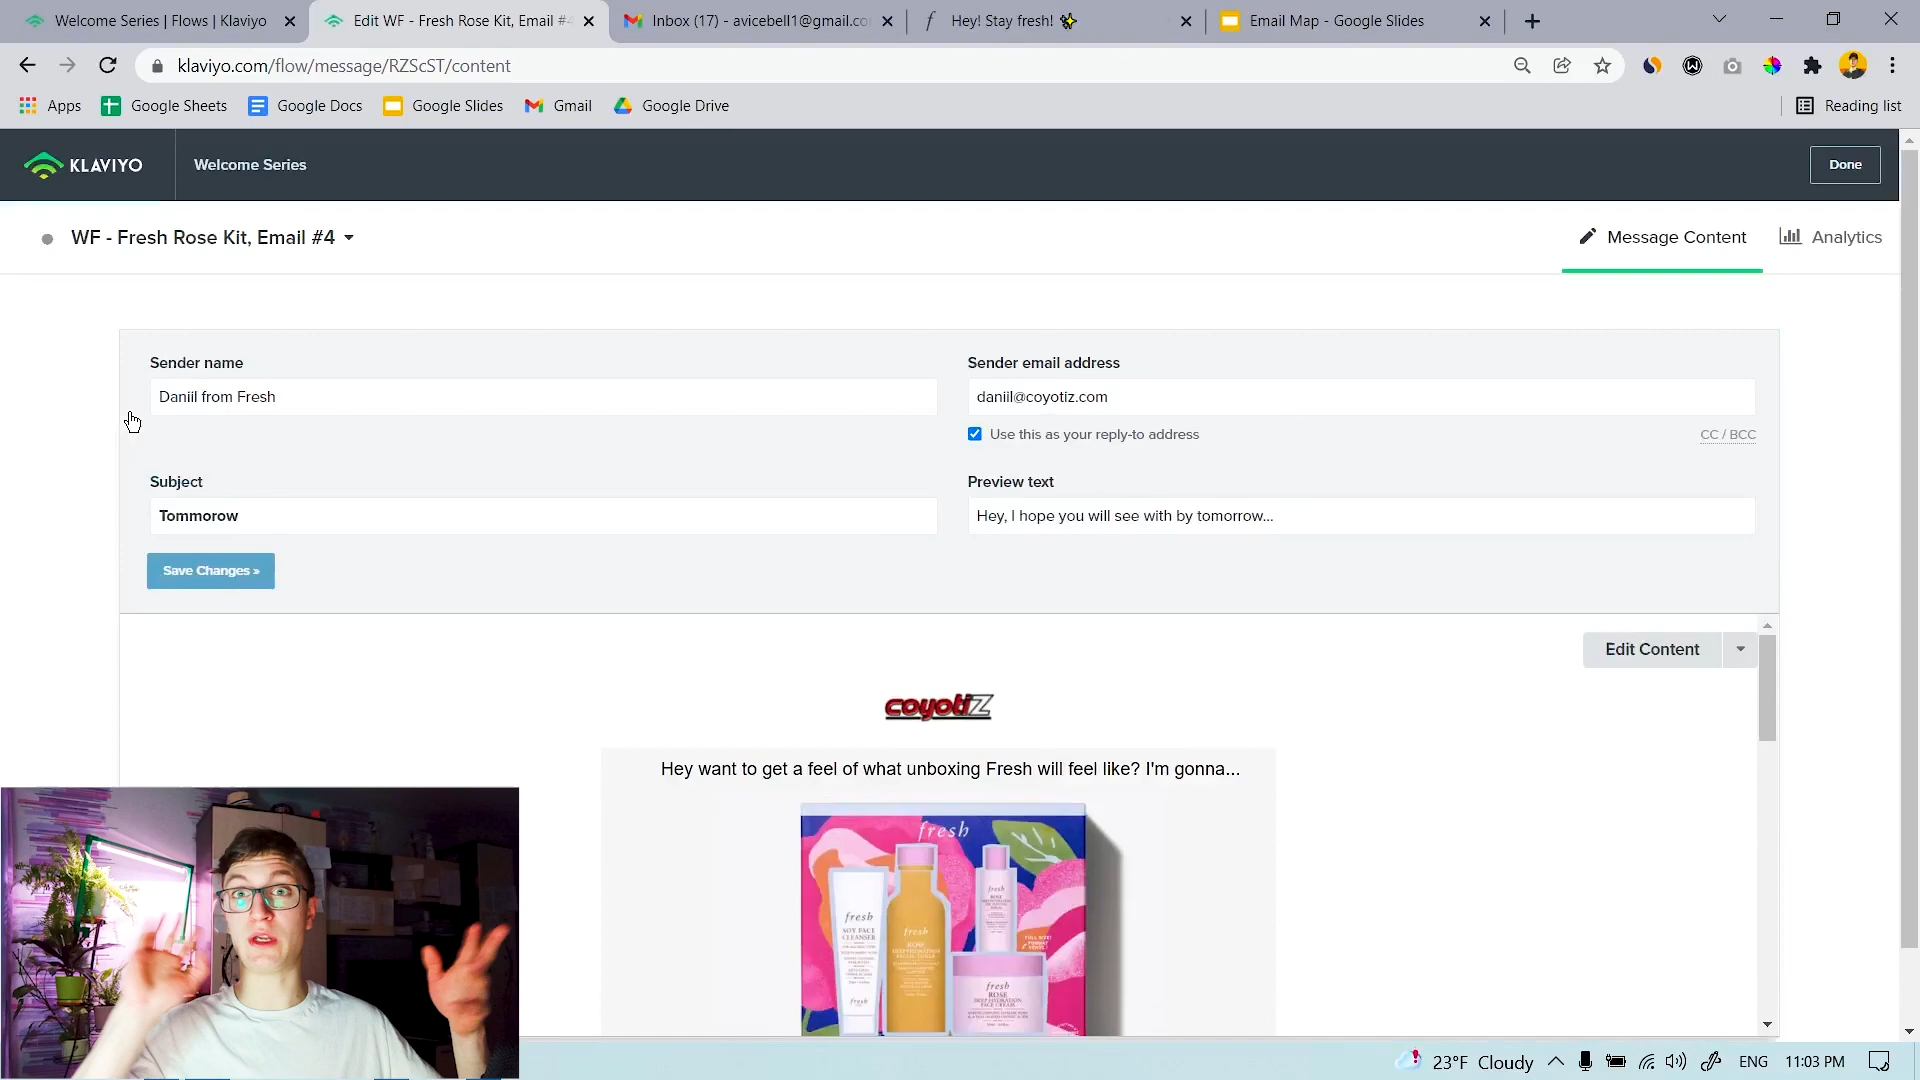 Welcome Series | Flows | Klaviyo
Edit WF - Fresh Rose Kit, Email #4
Inbox (17) - avicebell1@gmail.co
Hey! Stay fresh! ✨
Email Map - Google Slides
klaviyo.com/flow/message/RZScST/content
Apps
Google Sheets
Google Docs
Google Slides
Gmail
Google Drive
Reading list
KLAVIYO
Welcome Series
Done
WF - Fresh Rose Kit, Email #4
Message Content
Analytics
Sender name
Sender email address
Daniil from Fresh
daniil@coyotiz.com
Use this as your reply-to address
CC / BCC
Subject
Preview text
Tommorow
Hey, I hope you will see with by tomorrow...
Save Changes »
Edit Content
coyotiZ
Hey want to get a feel of what unboxing Fresh will feel like? I'm gonna...
fresh
fresh
SOY FACE
CLEANSER
fresh
fresh
ROSE
DEEP HYDRATION
FACIAL TONER
fresh
ROSE
fresh
ROSE
DEEP HYDRATION
FACE CREAM
23°F Cloudy
ENG
11:03 PM